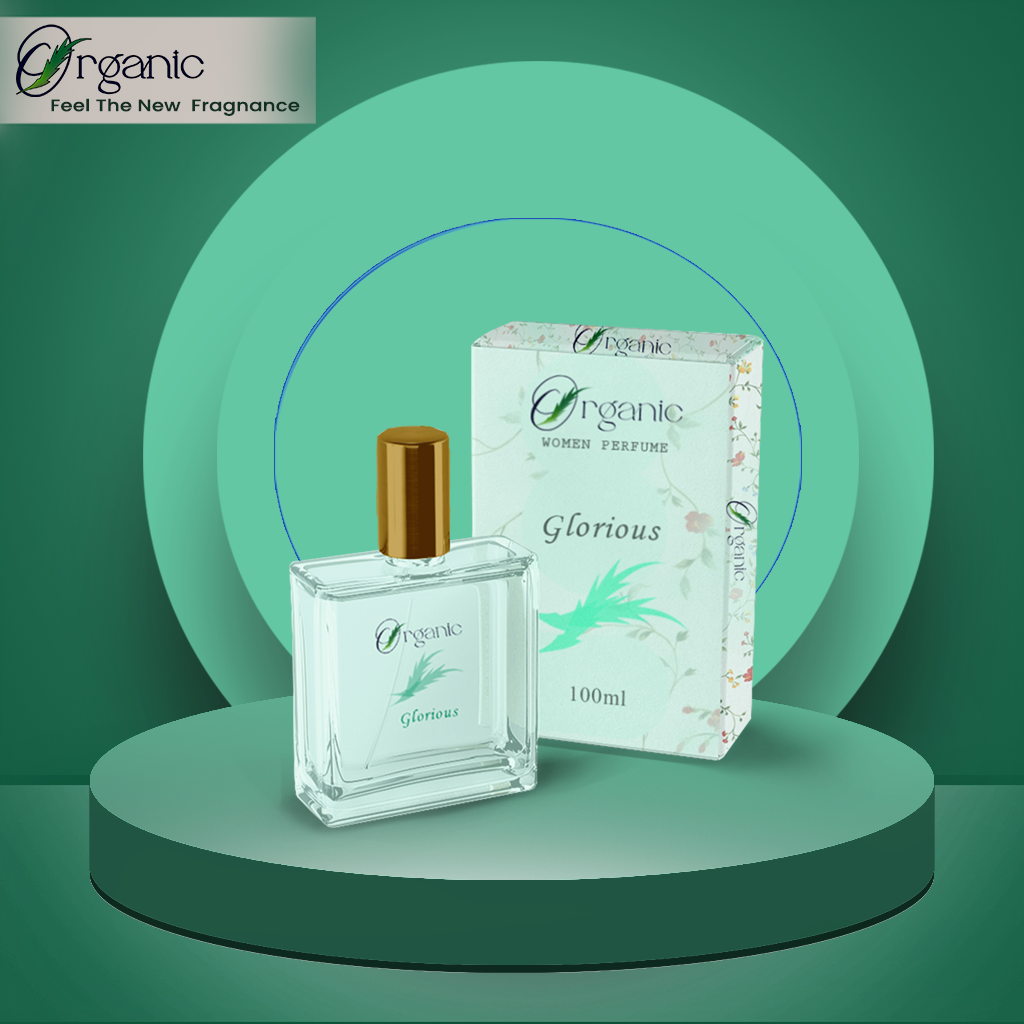 Organic
Feel The New Fragnance
Organic
Organic
WOMEN PERFUME
Glorious
100ml
Organic
Organic
Glorious